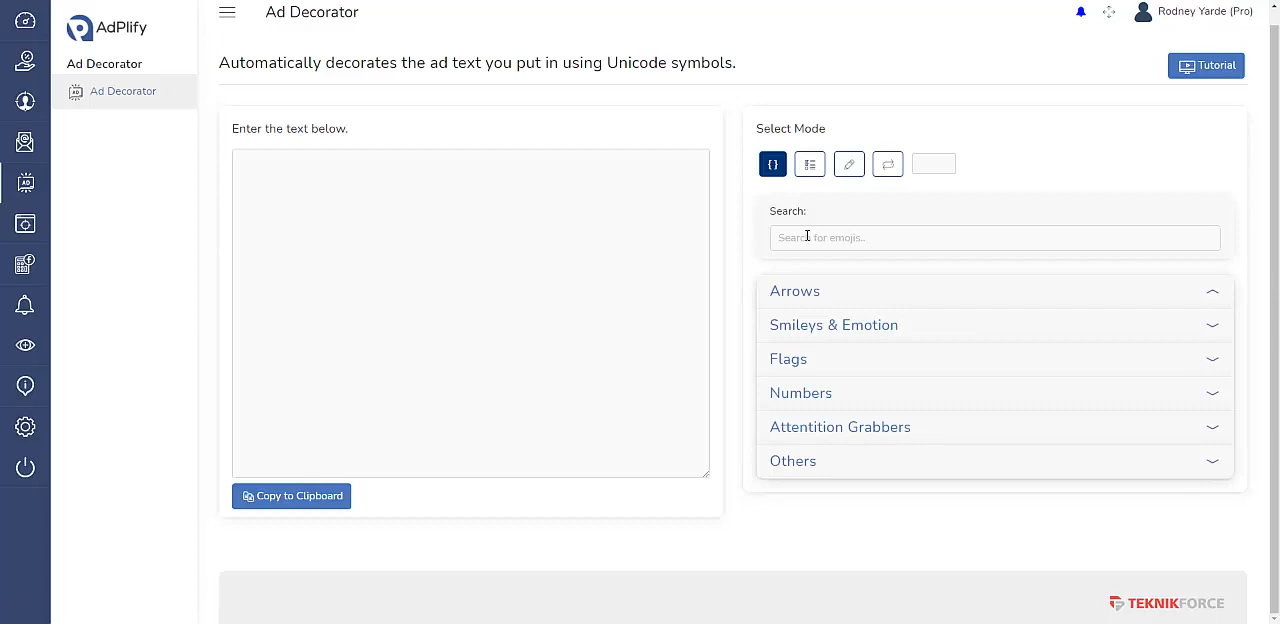 AdPlify
Ad Decorator
Rodney Yarde (Pro)
Ad Decorator
Ad Decorator
Automatically decorates the ad text you put in using Unicode symbols.
Tutorial
Enter the text below.
Copy to Clipboard
Select Mode
{ }
Search:
Search for emojis..
Arrows
Smileys & Emotion
Flags
Numbers
Attentition Grabbers
Others
TEKNIKFORCE